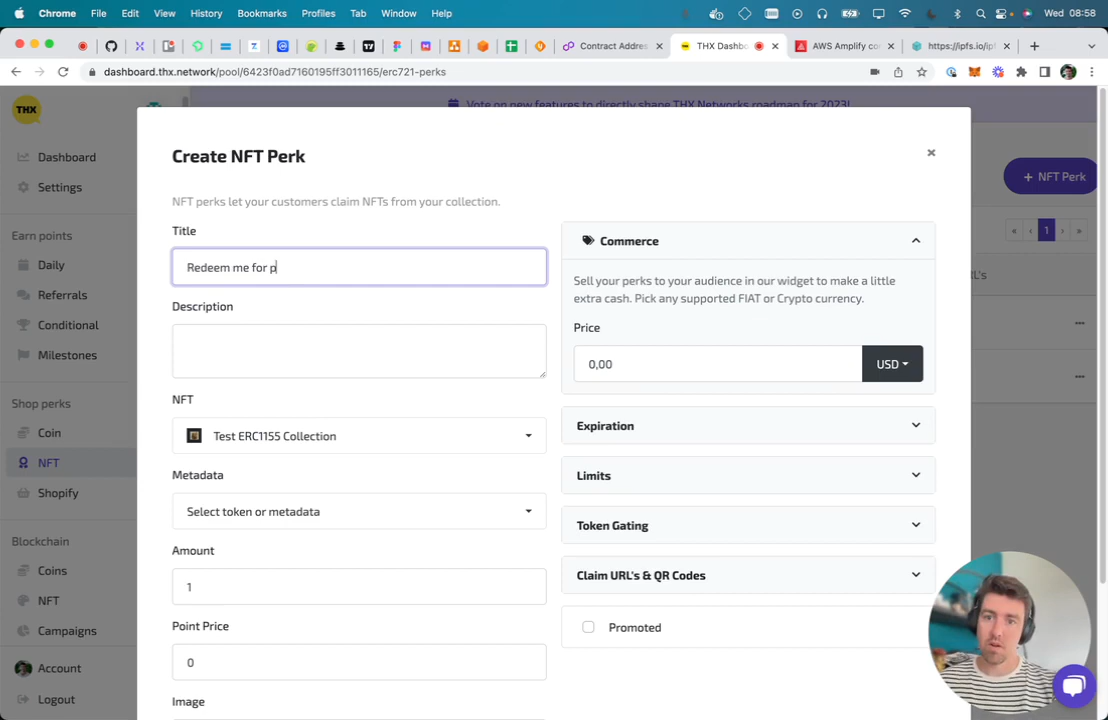 Chrome File Edit View History Bookmarks Profiles Tab Window Help Wed 08:58
Contract Addres THX Dashbo AWS Amplify co https://ipfs.io/ipf
dashboard.thx.network/pool/6423f0ad7160195ff3011165/erc721-perks
THX
Vote on new features to directly shape THX Networks roadmap for 2023!
Dashboard
Settings
Earn points
Daily
Referrals
Conditional
Milestones
Shop perks
Coin
NFT
Shopify
Blockchain
Coins
NFT
Campaigns
Account
Logout
Create NFT Perk
NFT perks let your customers claim NFTs from your collection.
Title
Redeem me for p
Description
NFT
Test ERC1155 Collection
Metadata
Select token or metadata
Amount
1
Point Price
0
Image
Commerce
Sell your perks to your audience in our widget to make a little
extra cash. Pick any supported FIAT or Crypto currency.
Price
0,00 USD
Expiration
Limits
Token Gating
Claim URL's & QR Codes
Promoted
+ NFT Perk
« ‹ 1 › »
L's